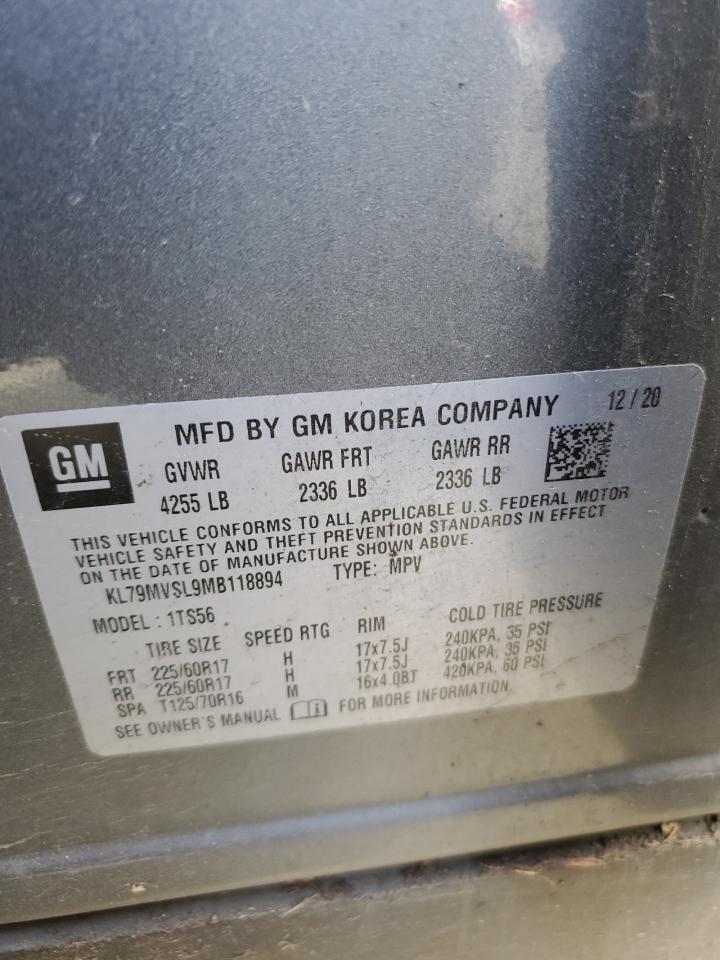 GM
MFD BY GM KOREA COMPANY 12 / 20
GVWR GAWR FRT GAWR RR
4255 LB 2336 LB 2336 LB
THIS VEHICLE CONFORMS TO ALL APPLICABLE U.S. FEDERAL MOTOR
VEHICLE SAFETY AND THEFT PREVENTION STANDARDS IN EFFECT
ON THE DATE OF MANUFACTURE SHOWN ABOVE.
KL79MVSL9MB118894 TYPE: MPV
MODEL : 1TS56
TIRE SIZE SPEED RTG RIM COLD TIRE PRESSURE
FRT 225/60R17 H 17x7.5J 240KPA, 35 PSI
RR 225/60R17 H 17x7.5J 240KPA, 35 PSI
SPA T125/70R16 M 16x4.0BT 420KPA, 60 PSI
SEE OWNER'S MANUAL FOR MORE INFORMATION